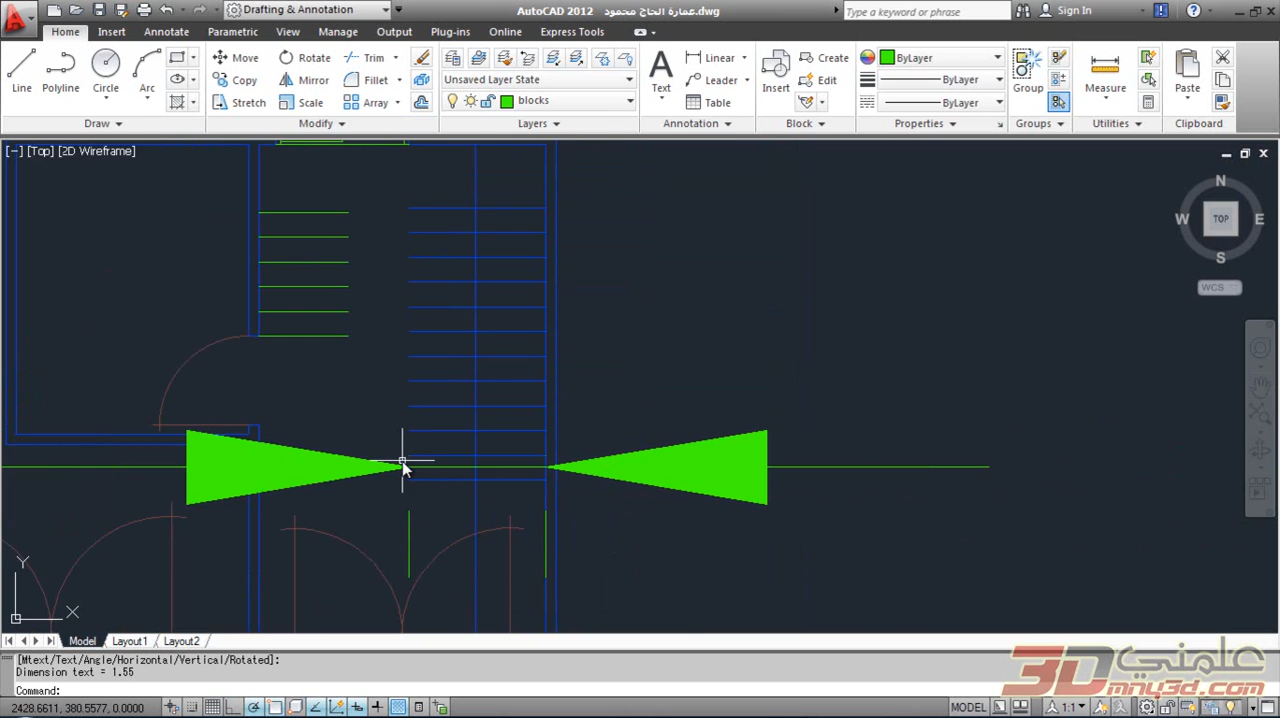 Drafting & Annotation
AutoCAD 2012 عمارة الحاج محمود.dwg
Type a keyword or phrase
Sign In
Home Insert Annotate Parametric View Manage Output Plug-ins Online Express Tools
Move Rotate Trim
Unsaved Layer State
Linear
Create
ByLayer
Line Polyline Circle Arc
Copy Mirror Fillet
Text
Leader
Insert
Edit
ByLayer
Group
Measure
Paste
Stretch Scale Array
blocks
Table
ByLayer
Draw Modify Layers Annotation Block Properties Groups Utilities Clipboard
[-] [Top] [2D Wireframe]
N
W TOP E
S
WCS
Y
X
Model Layout1 Layout2
[Mtext/Text/Angle/Horizontal/Vertical/Rotated]:
Dimension text = 1.55
Command:
علمني
3Dmny3d.com
2428.6611, 380.5577, 0.0000
MODEL
1:1